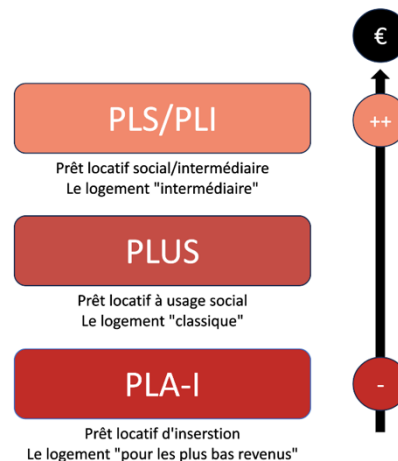 €
PLS/PLI
++
Prêt locatif social/intermédiaire
Le logement "intermédiaire"
PLUS
Prêt locatif à usage social
Le logement "classique"
PLA-I
-
Prêt locatif d'inserstion
Le logement "pour les plus bas revenus"